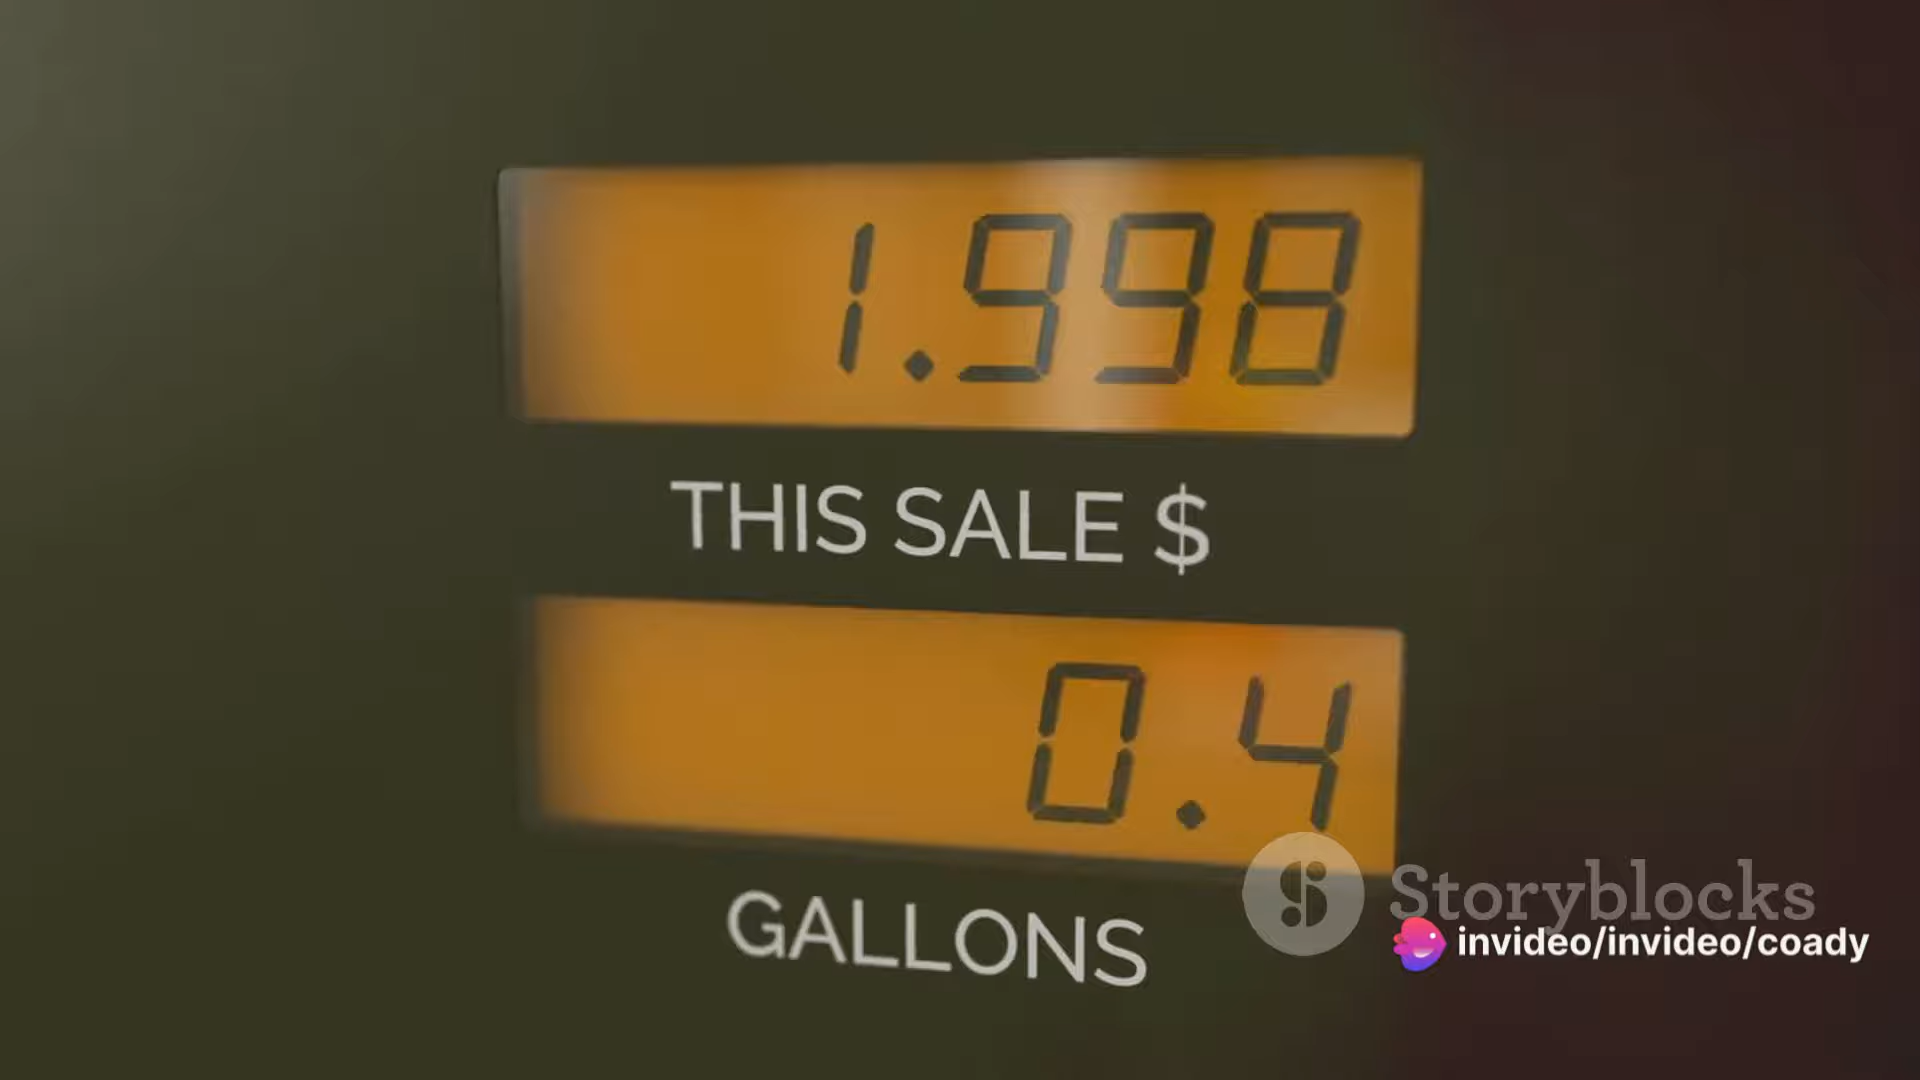 1.998
THIS SALE $
0.4
GALLONS
Storyblocks
invideo/invideo/coady